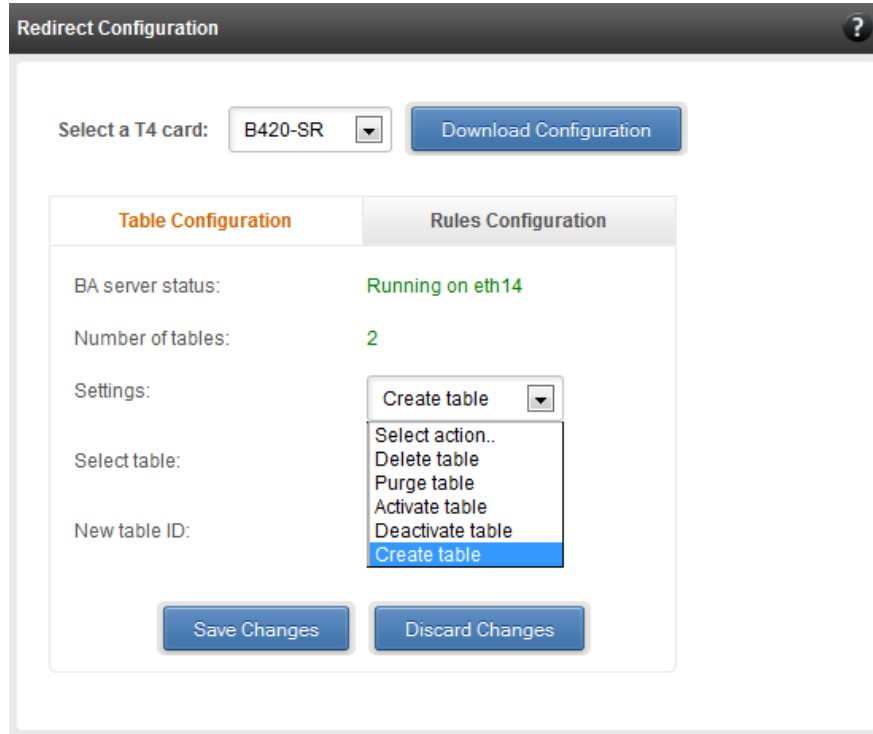 Redirect Configuration ?
Select a T4 card: B420-SR Download Configuration
Table Configuration Rules Configuration
BA server status: Running on eth14
Number of tables: 2
Settings: Create table
Select action..
Select table: Delete table
Purge table
Activate table
New table ID: Deactivate table
Create table
Save Changes Discard Changes